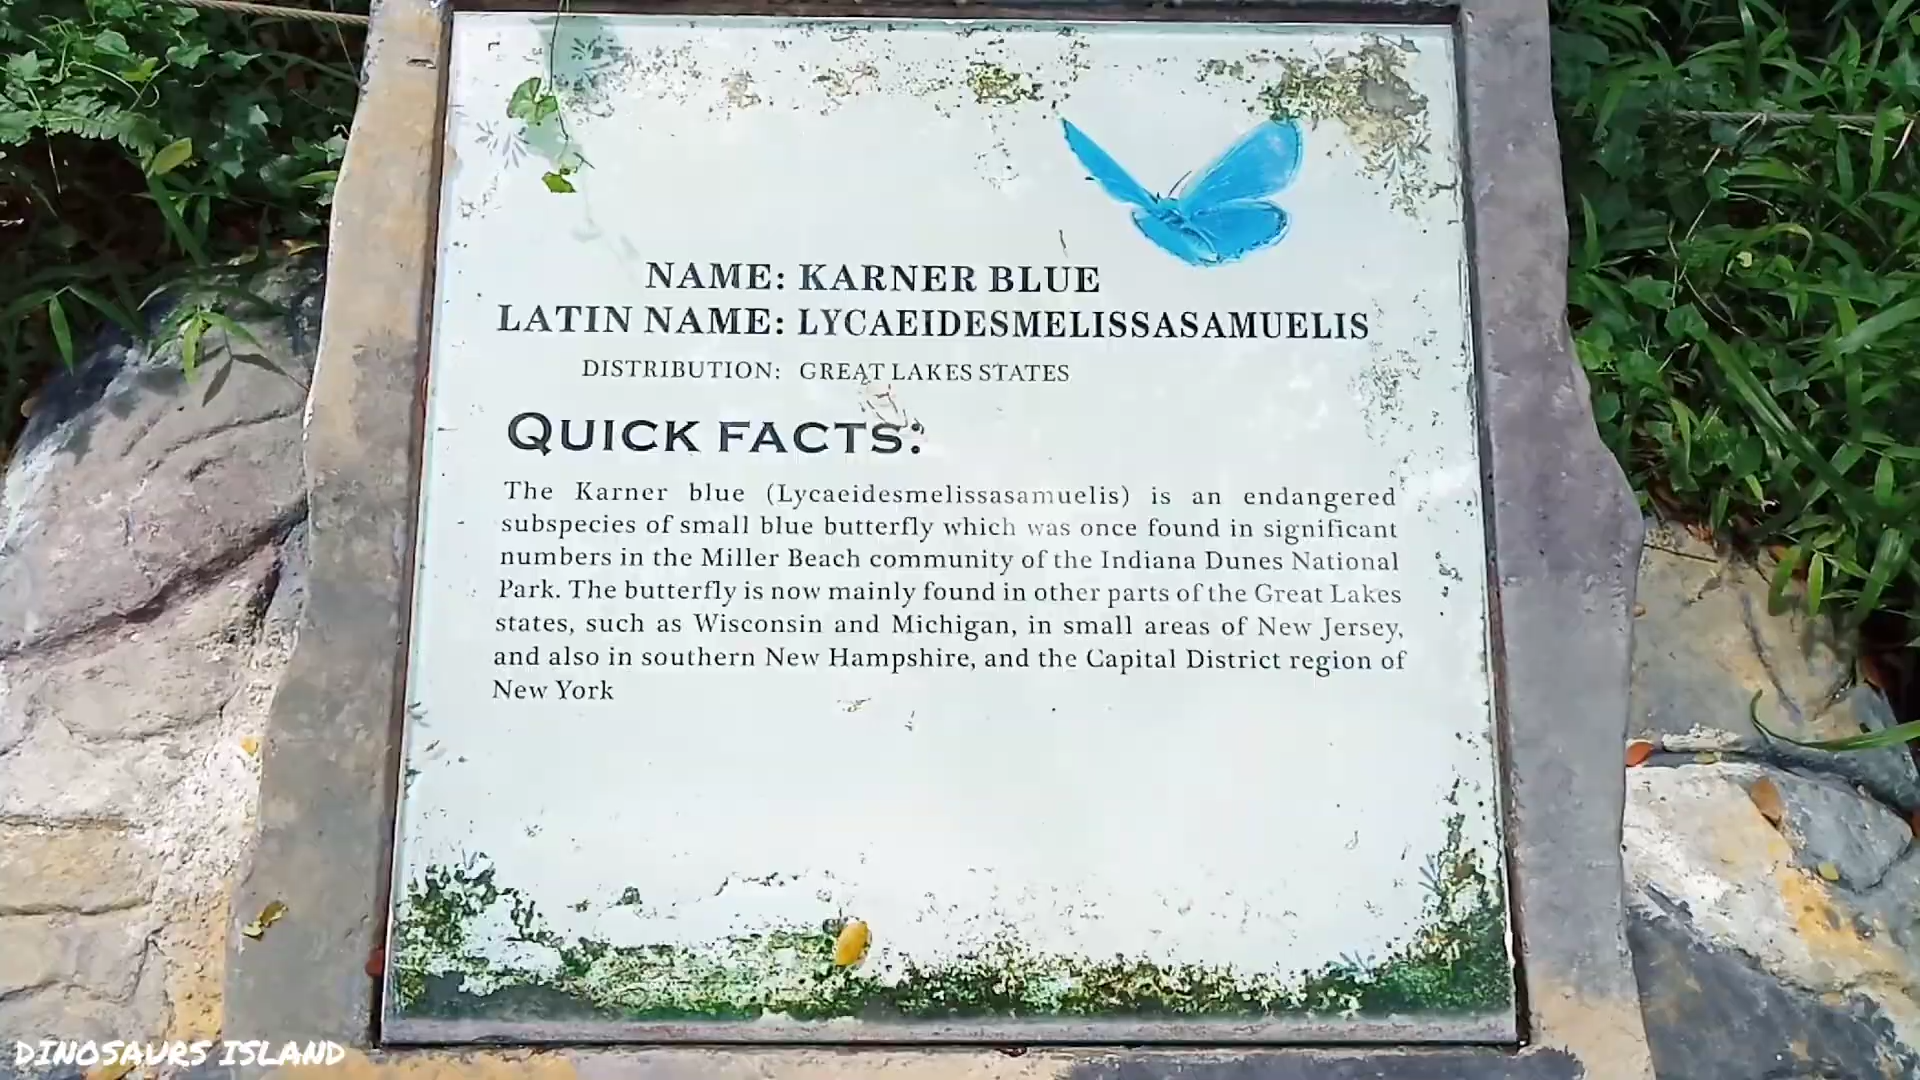 NAME: KARNER BLUE
LATIN NAME: LYCAEIDESMELISSASAMUELIS
DISTRIBUTION: GREAT LAKES STATES
QUICK FACTS:
The Karner blue (Lycaeidesmelissasamuelis) is an endangered
subspecies of small blue butterfly which was once found in significant
numbers in the Miller Beach community of the Indiana Dunes National
Park. The butterfly is now mainly found in other parts of the Great Lakes
states, such as Wisconsin and Michigan, in small areas of New Jersey,
and also in southern New Hampshire, and the Capital District region of
New York
DINOSAURS ISLAND